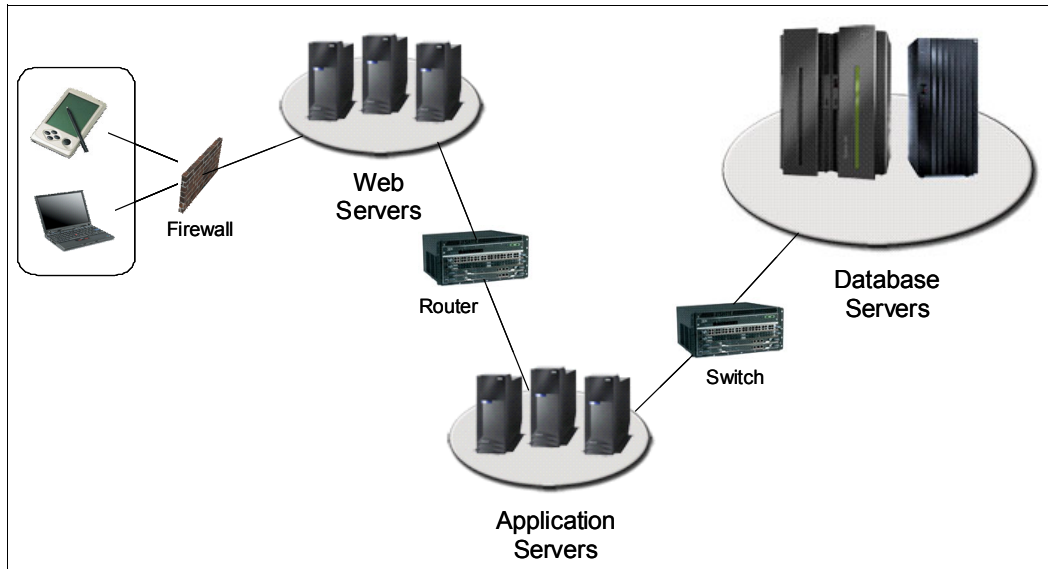 Web
Servers
Firewall
Router
Database
Servers
Switch
Application
Servers